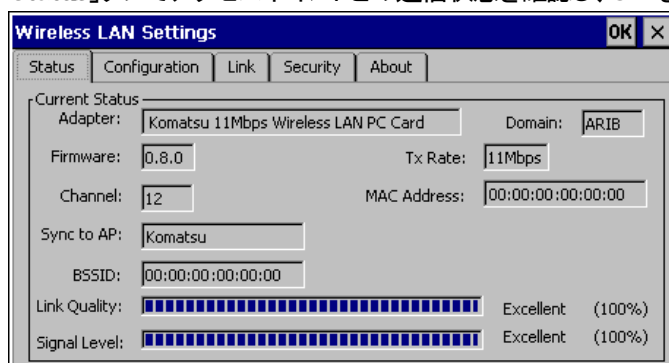 Wireless LAN Settings OK ×
Status Configuration Link Security About
Current Status
Adapter: Komatsu 11Mbps Wireless LAN PC Card Domain: ARIB
Firmware: 0.8.0 Tx Rate: 11Mbps
Channel: 12 MAC Address: 00:00:00:00:00:00
Sync to AP: Komatsu
BSSID: 00:00:00:00:00:00
Link Quality: Excellent (100%)
Signal Level: Excellent (100%)